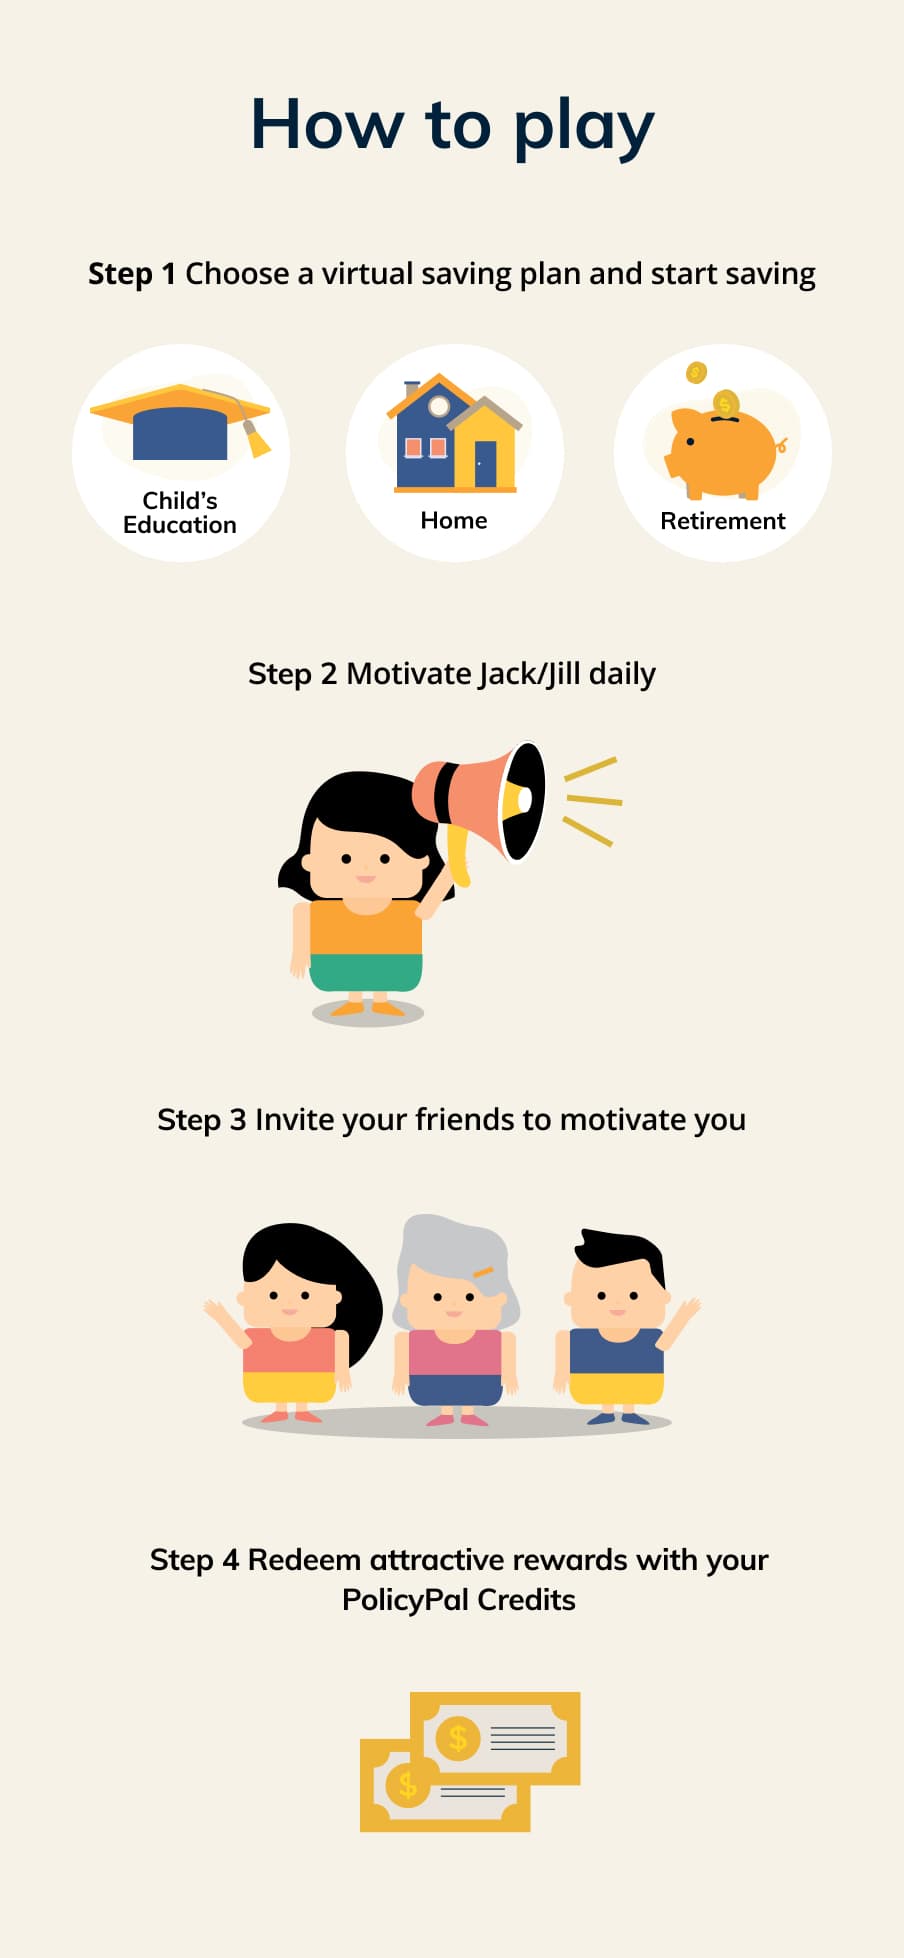 How to play
Step 1 Choose a virtual saving plan and start saving
Child’s
Education
Home
Retirement
Step 2 Motivate Jack/Jill daily
Step 3 Invite your friends to motivate you
Step 4 Redeem attractive rewards with your
PolicyPal Credits
$
$
$
$